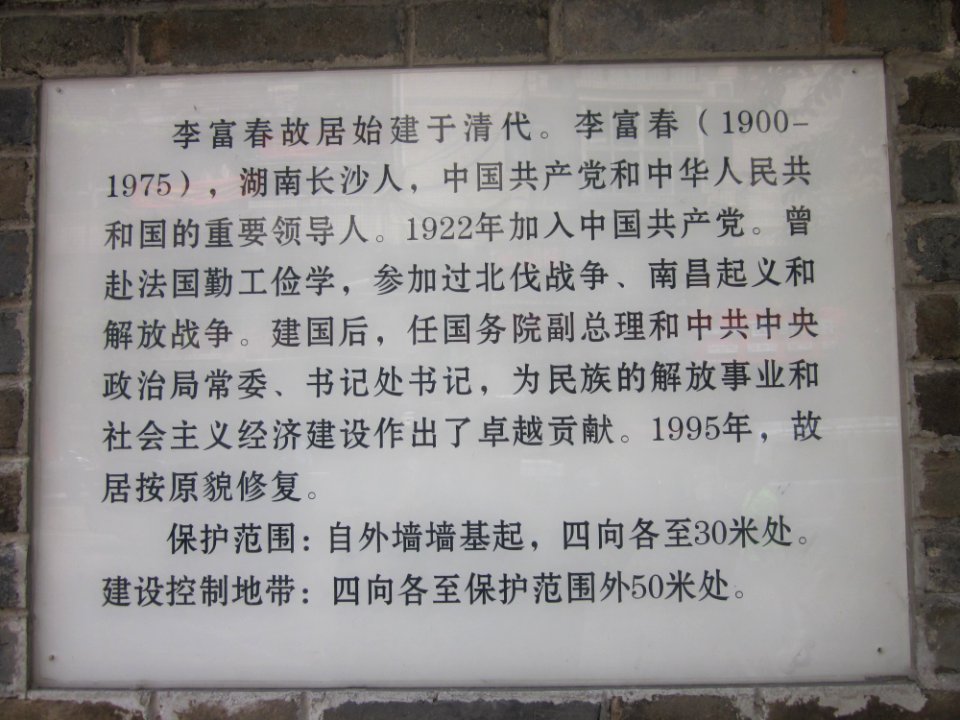 李富春故居始建于清代。李富春（1900-
1975），湖南长沙人，中国共产党和中华人民共
和国的重要领导人。1922年加入中国共产党。曾
赴法国勤工俭学，参加过北伐战争、南昌起义和
解放战争。建国后，任国务院副总理和中共中央
政治局常委、书记处书记，为民族的解放事业和
社会主义经济建设作出了卓越贡献。1995年，故
居按原貌修复。
保护范围：自外墙墙基起，四向各至30米处。
建设控制地带：四向各至保护范围外50米处。